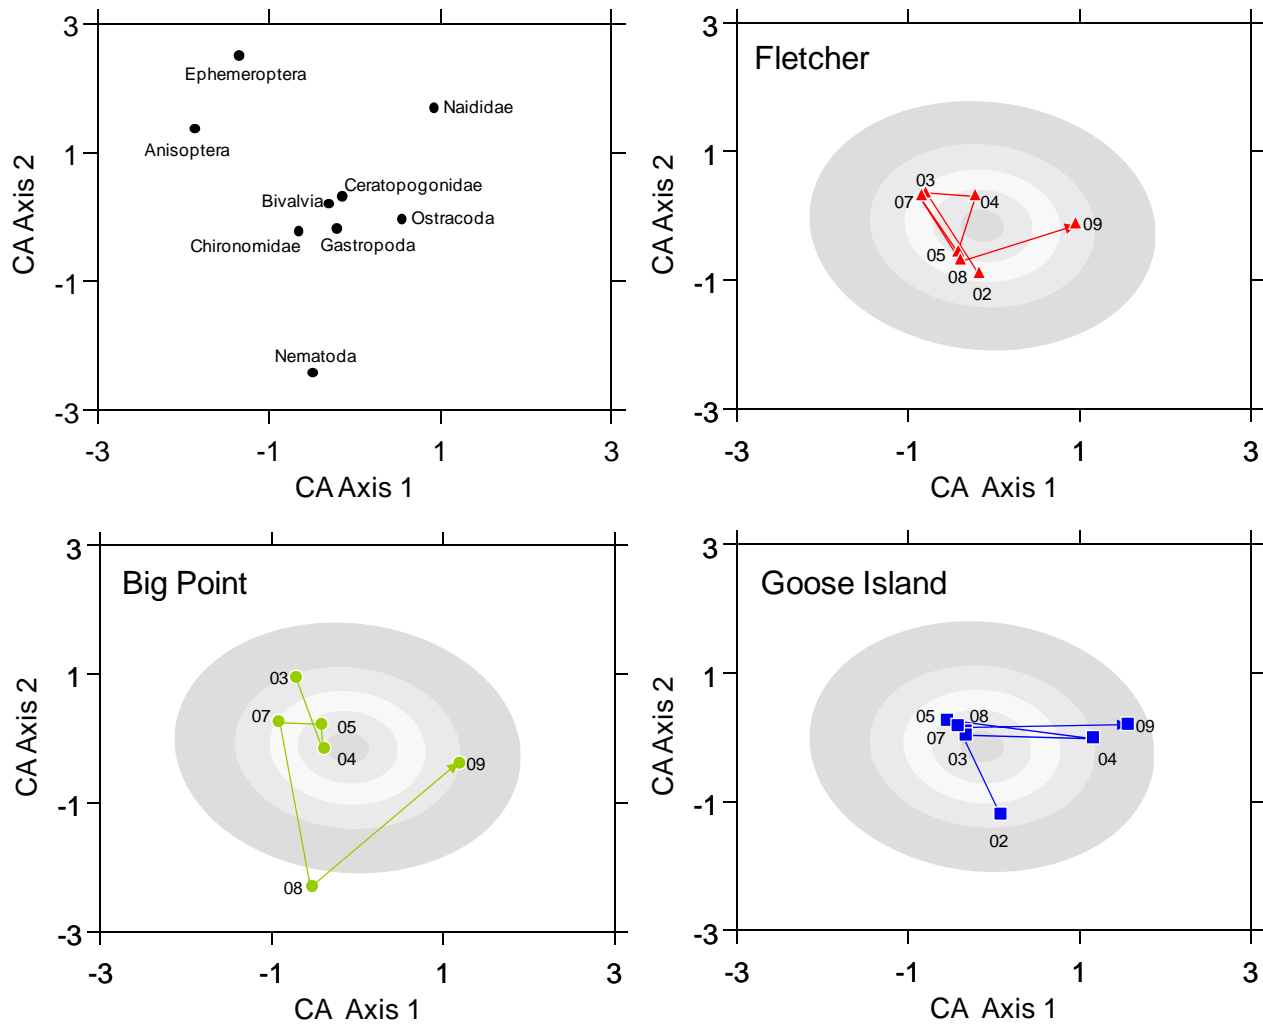 3
1
-1
-3
-3
-1
1
3
CA Axis 2
CA Axis 1
Ephemeroptera
Naididae
Anisoptera
Ceratopogonidae
Bivalvia
Ostracoda
Chironomidae
Gastropoda
Nematoda
Fletcher
3
1
-1
-3
-3
-1
1
3
CA Axis 2
CA Axis 1
03
07
04
09
05
08
02
Big Point
3
1
-1
-3
-3
-1
1
3
CA Axis 2
CA Axis 1
03
07
05
04
09
08
Goose Island
3
1
-1
-3
-3
-1
1
3
CA Axis 2
CA Axis 1
05
08
09
07
03
04
02